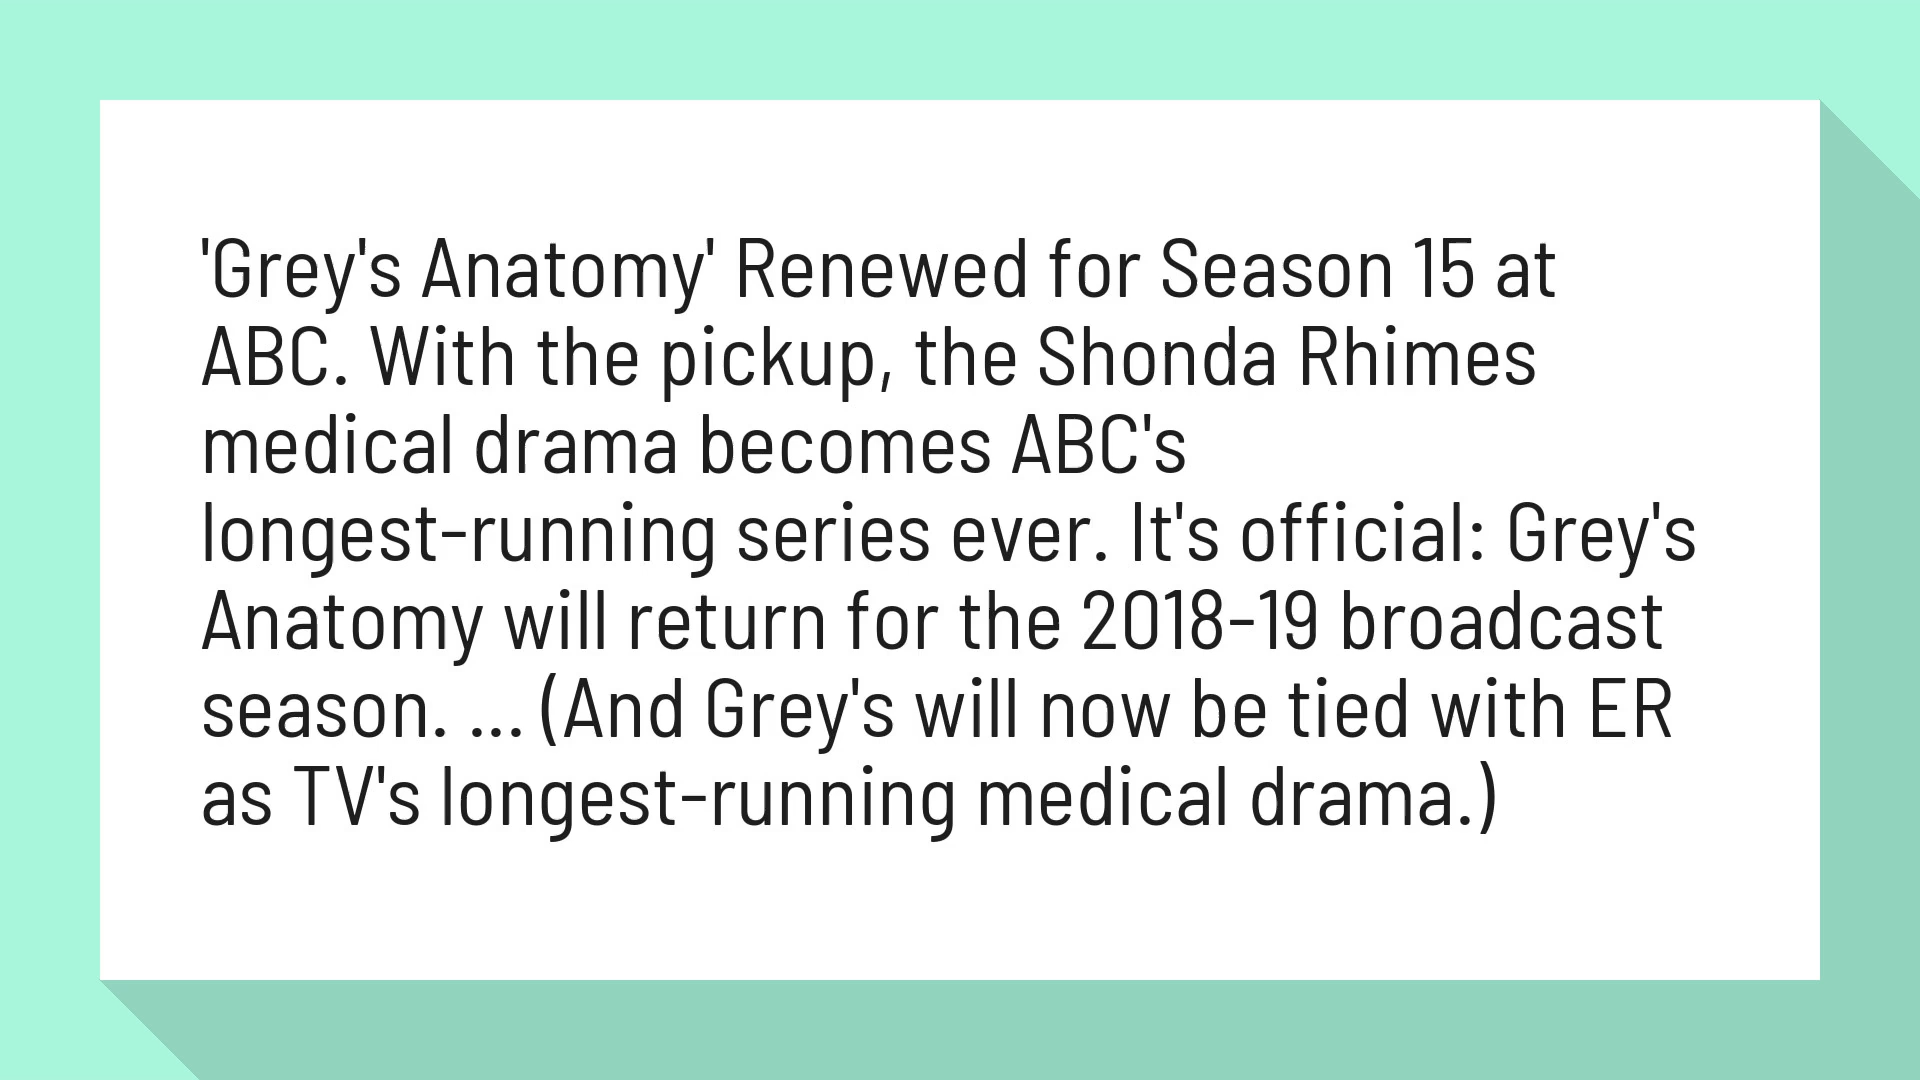 'Grey's Anatomy' Renewed for Season 15 at
ABC. With the pickup, the Shonda Rhimes
medical drama becomes ABC's
longest-running series ever. It's official: Grey's
Anatomy will return for the 2018-19 broadcast
season. ... (And Grey's will now be tied with ER
as TV's longest-running medical drama.)